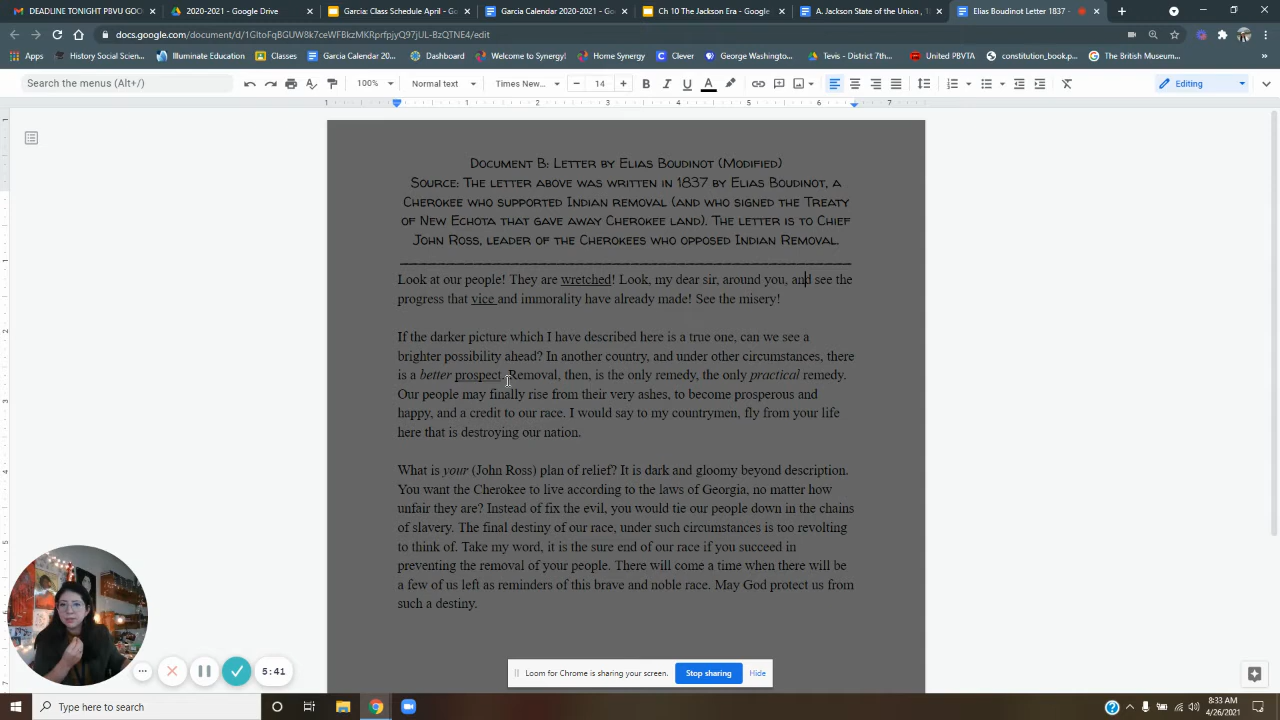 DEADLINE TONIGHT PBVU GOO
2020-2021 - Google Drive
Garcia: Class Schedule April - G
Garcia Calendar 2020-2021 - Go
Ch 10 The Jackson Era - Google
A. Jackson State of the Union , 1
Elias Boudinot Letter 1837 -
docs.google.com/document/d/1GltoFqBGUW8k7ceWFBkzMKRprfpjyQ97jUL-BzQTNE4/edit
Apps
History Social Scien...
Illuminate Education
Classes
Garcia Calendar 20...
Dashboard
Welcome to Synergy!
Home Synergy
Clever
George Washingto...
Tevis - District 7th...
United PBVTA
constitution_book.p...
The British Museum...
Search the menus (Alt+/)
100%
Normal text
Times New...
14
Editing
1 1 2 3 4 5 6 7
Document B: Letter by Elias Boudinot (Modified)
Source: The letter above was written in 1837 by Elias Boudinot, a
Cherokee who supported Indian removal (and who signed the Treaty
of New Echota that gave away Cherokee land). The letter is to Chief
John Ross, leader of the Cherokees who opposed Indian Removal.
Look at our people! They are wretched! Look, my dear sir, around you, and see the
progress that vice and immorality have already made! See the misery!
If the darker picture which I have described here is a true one, can we see a
brighter possibility ahead? In another country, and under other circumstances, there
is a better prospect. Removal, then, is the only remedy, the only practical remedy.
Our people may finally rise from their very ashes, to become prosperous and
happy, and a credit to our race. I would say to my countrymen, fly from your life
here that is destroying our nation.
What is your (John Ross) plan of relief? It is dark and gloomy beyond description.
You want the Cherokee to live according to the laws of Georgia, no matter how
unfair they are? Instead of fix the evil, you would tie our people down in the chains
of slavery. The final destiny of our race, under such circumstances is too revolting
to think of. Take my word, it is the sure end of our race if you succeed in
preventing the removal of your people. There will come a time when there will be
a few of us left as reminders of this brave and noble race. May God protect us from
such a destiny.
5:41
Loom for Chrome is sharing your screen.
Stop sharing
Hide
Type here to search
8:33 AM
4/26/2021